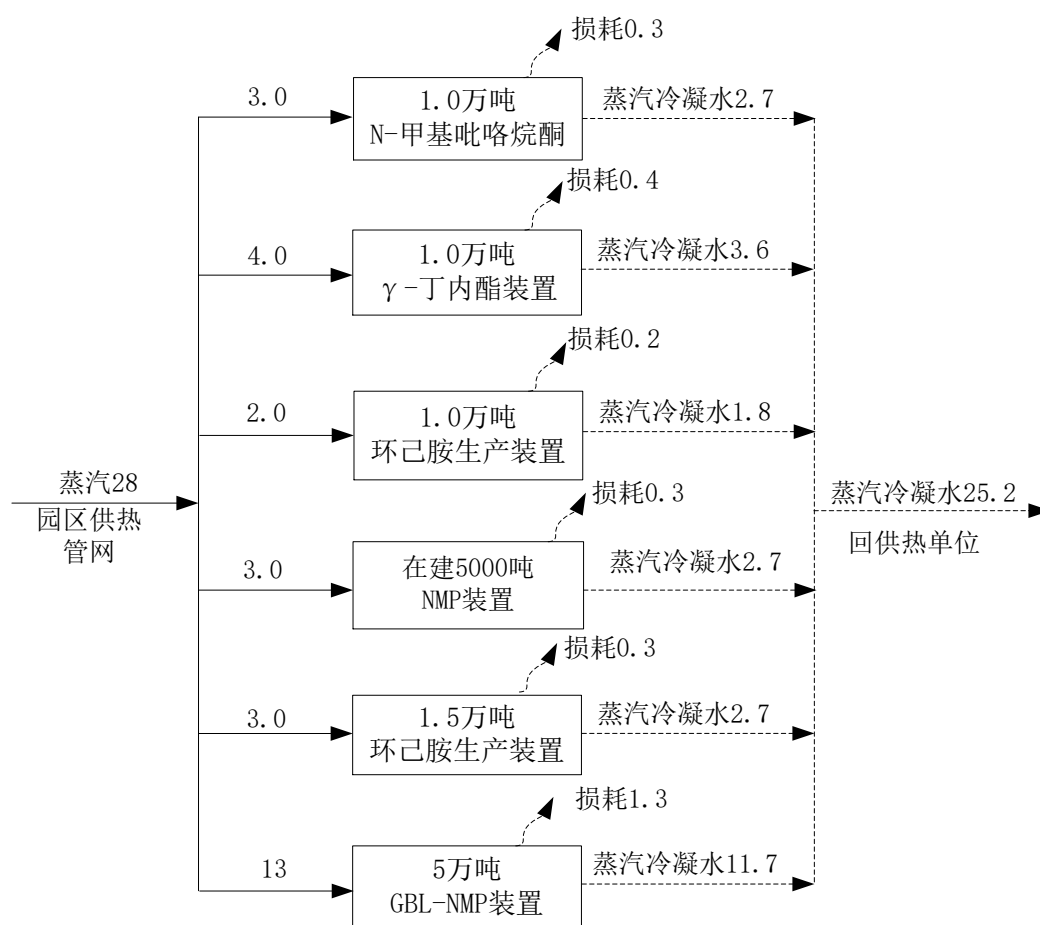 损耗0.3
3.0
1.0万吨
N-甲基吡咯烷酮
蒸汽冷凝水2.7
损耗0.4
4.0
1.0万吨
γ-丁内酯装置
蒸汽冷凝水3.6
损耗0.2
2.0
1.0万吨
环己胺生产装置
蒸汽冷凝水1.8
蒸汽28
园区供热
管网
损耗0.3
3.0
在建5000吨
NMP装置
蒸汽冷凝水2.7
蒸汽冷凝水25.2
回供热单位
损耗0.3
3.0
1.5万吨
环己胺生产装置
蒸汽冷凝水2.7
损耗1.3
13
5万吨
GBL-NMP装置
蒸汽冷凝水11.7